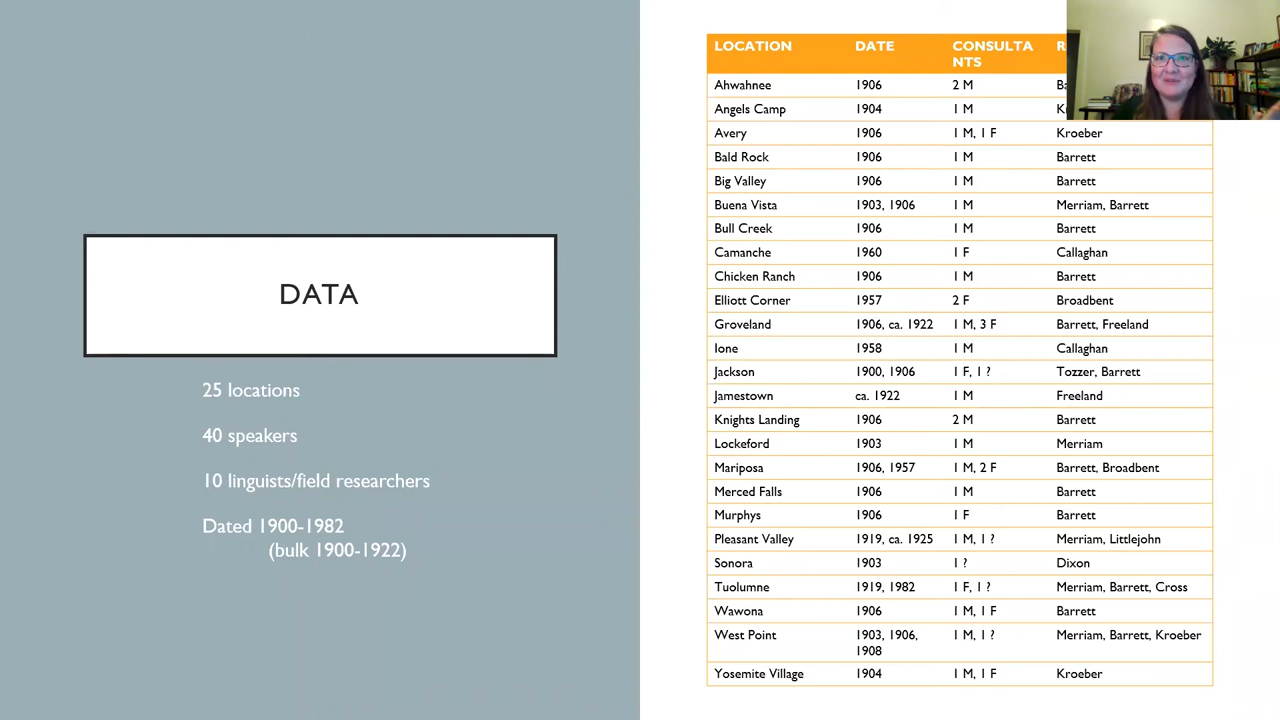 DATA
25 locations
40 speakers
10 linguists/field researchers
Dated 1900-1982
(bulk 1900-1922)
LOCATION DATE CONSULTA
NTS
Ahwahnee 1906 2 M
Angels Camp 1904 1 M
Avery 1906 1 M, 1 F Kroeber
Bald Rock 1906 1 M Barrett
Big Valley 1906 1 M Barrett
Buena Vista 1903, 1906 1 M Merriam, Barrett
Bull Creek 1906 1 M Barrett
Camanche 1960 1 F Callaghan
Chicken Ranch 1906 1 M Barrett
Elliott Corner 1957 2 F Broadbent
Groveland 1906, ca. 1922 1 M, 3 F Barrett, Freeland
Ione 1958 1 M Callaghan
Jackson 1900, 1906 1 F, 1 ? Tozzer, Barrett
Jamestown ca. 1922 1 M Freeland
Knights Landing 1906 2 M Barrett
Lockeford 1903 1 M Merriam
Mariposa 1906, 1957 1 M, 2 F Barrett, Broadbent
Merced Falls 1906 1 M Barrett
Murphys 1906 1 F Barrett
Pleasant Valley 1919, ca. 1925 1 M, 1 ? Merriam, Littlejohn
Sonora 1903 1 ? Dixon
Tuolumne 1919, 1982 1 F, 1 ? Merriam, Barrett, Cross
Wawona 1906 1 M, 1 F Barrett
West Point 1903, 1906, 1 M, 1 ? Merriam, Barrett, Kroeber
1908
Yosemite Village 1904 1 M, 1 F Kroeber